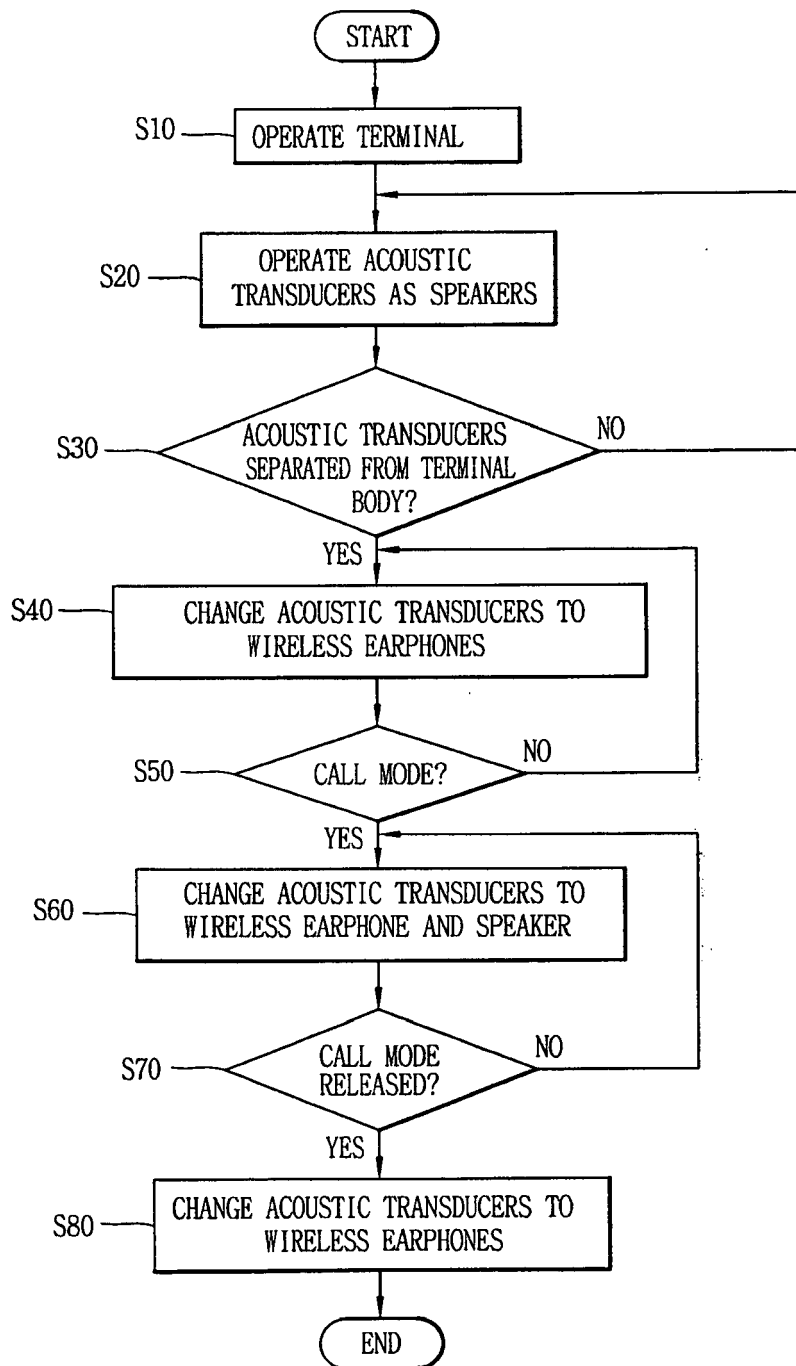 START
S10
OPERATE TERMINAL
S20
OPERATE ACOUSTIC
TRANSDUCERS AS SPEAKERS
S30
ACOUSTIC TRANSDUCERS
SEPARATED FROM TERMINAL
BODY?
NO
YES
S40
CHANGE ACOUSTIC TRANSDUCERS TO
WIRELESS EARPHONES
S50
CALL MODE?
NO
YES
S60
CHANGE ACOUSTIC TRANSDUCERS TO
WIRELESS EARPHONE AND SPEAKER
S70
CALL MODE
RELEASED?
NO
YES
S80
CHANGE ACOUSTIC TRANSDUCERS TO
WIRELESS EARPHONES
END